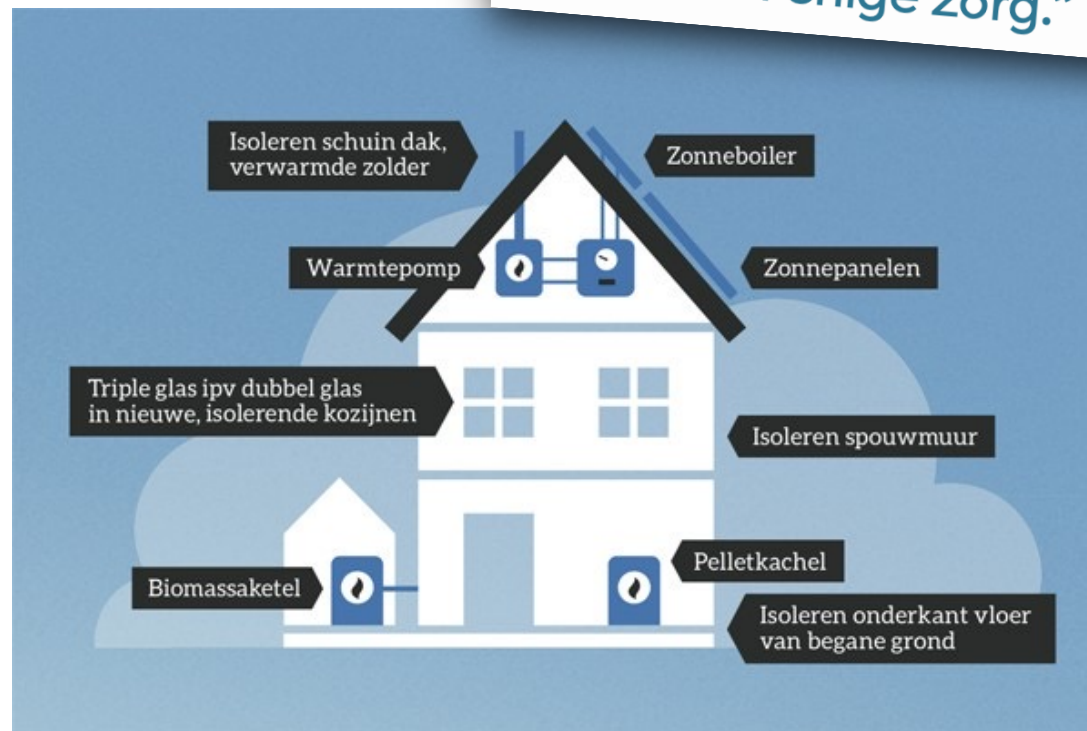 zorg.”
Isoleren schuin dak,
verwarmde zolder
Zonneboiler
Warmtepomp
Zonnepanelen
Triple glas ipv dubbel glas
in nieuwe, isolerende kozijnen
Isoleren spouwmuur
Pelletkachel
Biomassaketel
Isoleren onderkant vloer
van begane grond